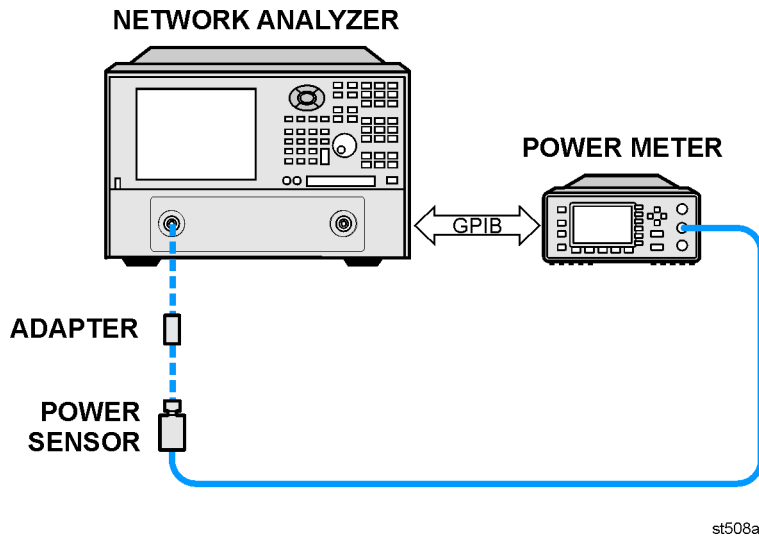 NETWORK ANALYZER
POWER METER
GPIB
ADAPTER
POWER
SENSOR
st508a